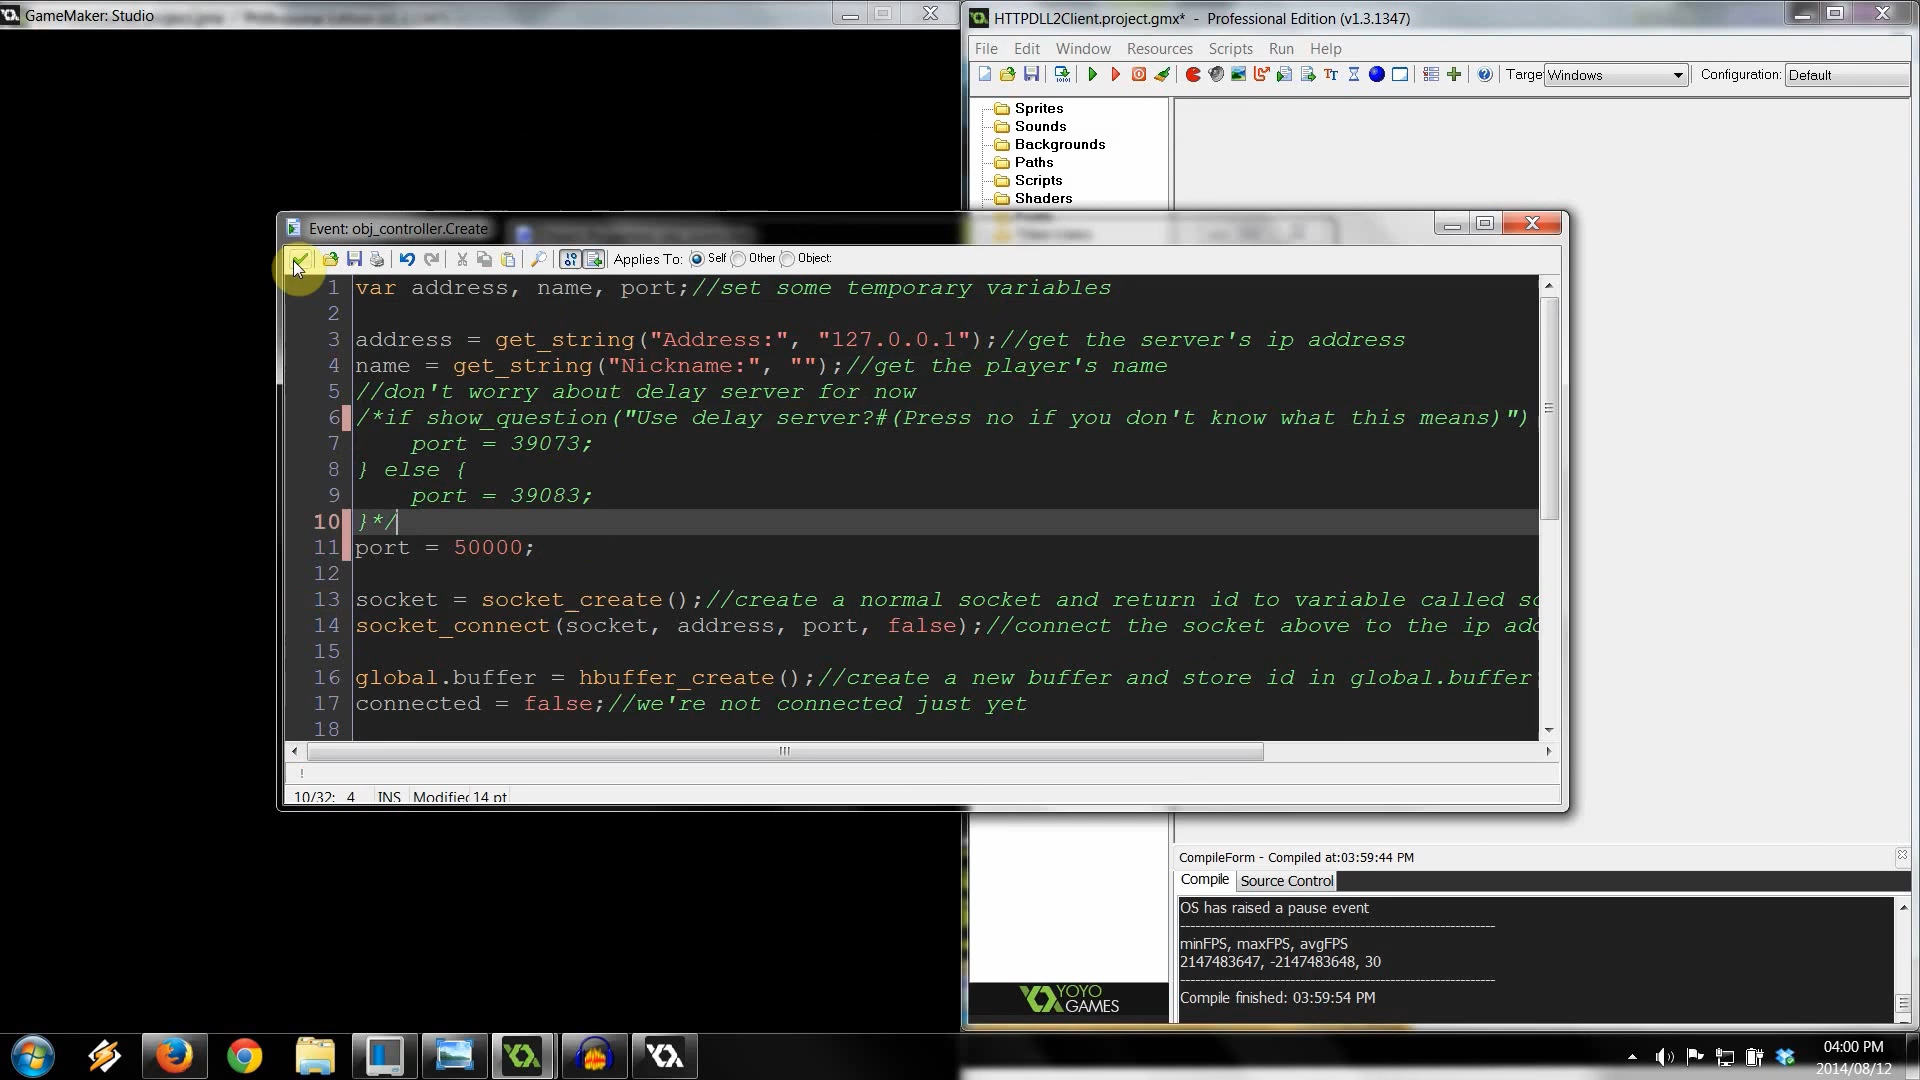 GameMaker: Studio
HTTPDLL2Client.project.gmx* - Professional Edition (v1.3.1347)
File Edit Window Resources Scripts Run Help
Target Windows Configuration: Default
Sprites
Sounds
Backgrounds
Paths
Scripts
Shaders
Event: obj_controller.Create
Applies To: Self Other Object:
1 var address, name, port;//set some temporary variables
2
3 address = get_string("Address:", "127.0.0.1");//get the server's ip address
4 name = get_string("Nickname:", "");//get the player's name
5 //don't worry about delay server for now
6 /*if show_question("Use delay server?#(Press no if you don't know what this means)")
7 port = 39073;
8 } else {
9 port = 39083;
10 }*/
11 port = 50000;
12
13 socket = socket_create();//create a normal socket and return id to variable called so
14 socket_connect(socket, address, port, false);//connect the socket above to the ip add
15
16 global.buffer = hbuffer_create();//create a new buffer and store id in global.buffer
17 connected = false;//we're not connected just yet
18
!
10/32: 4 INS Modified 14 pt
CompileForm - Compiled at:03:59:44 PM
Compile Source Control
OS has raised a pause event
minFPS, maxFPS, avgFPS
2147483647, -2147483648, 30
Compile finished: 03:59:54 PM
YOYO
GAMES
04:00 PM
2014/08/12